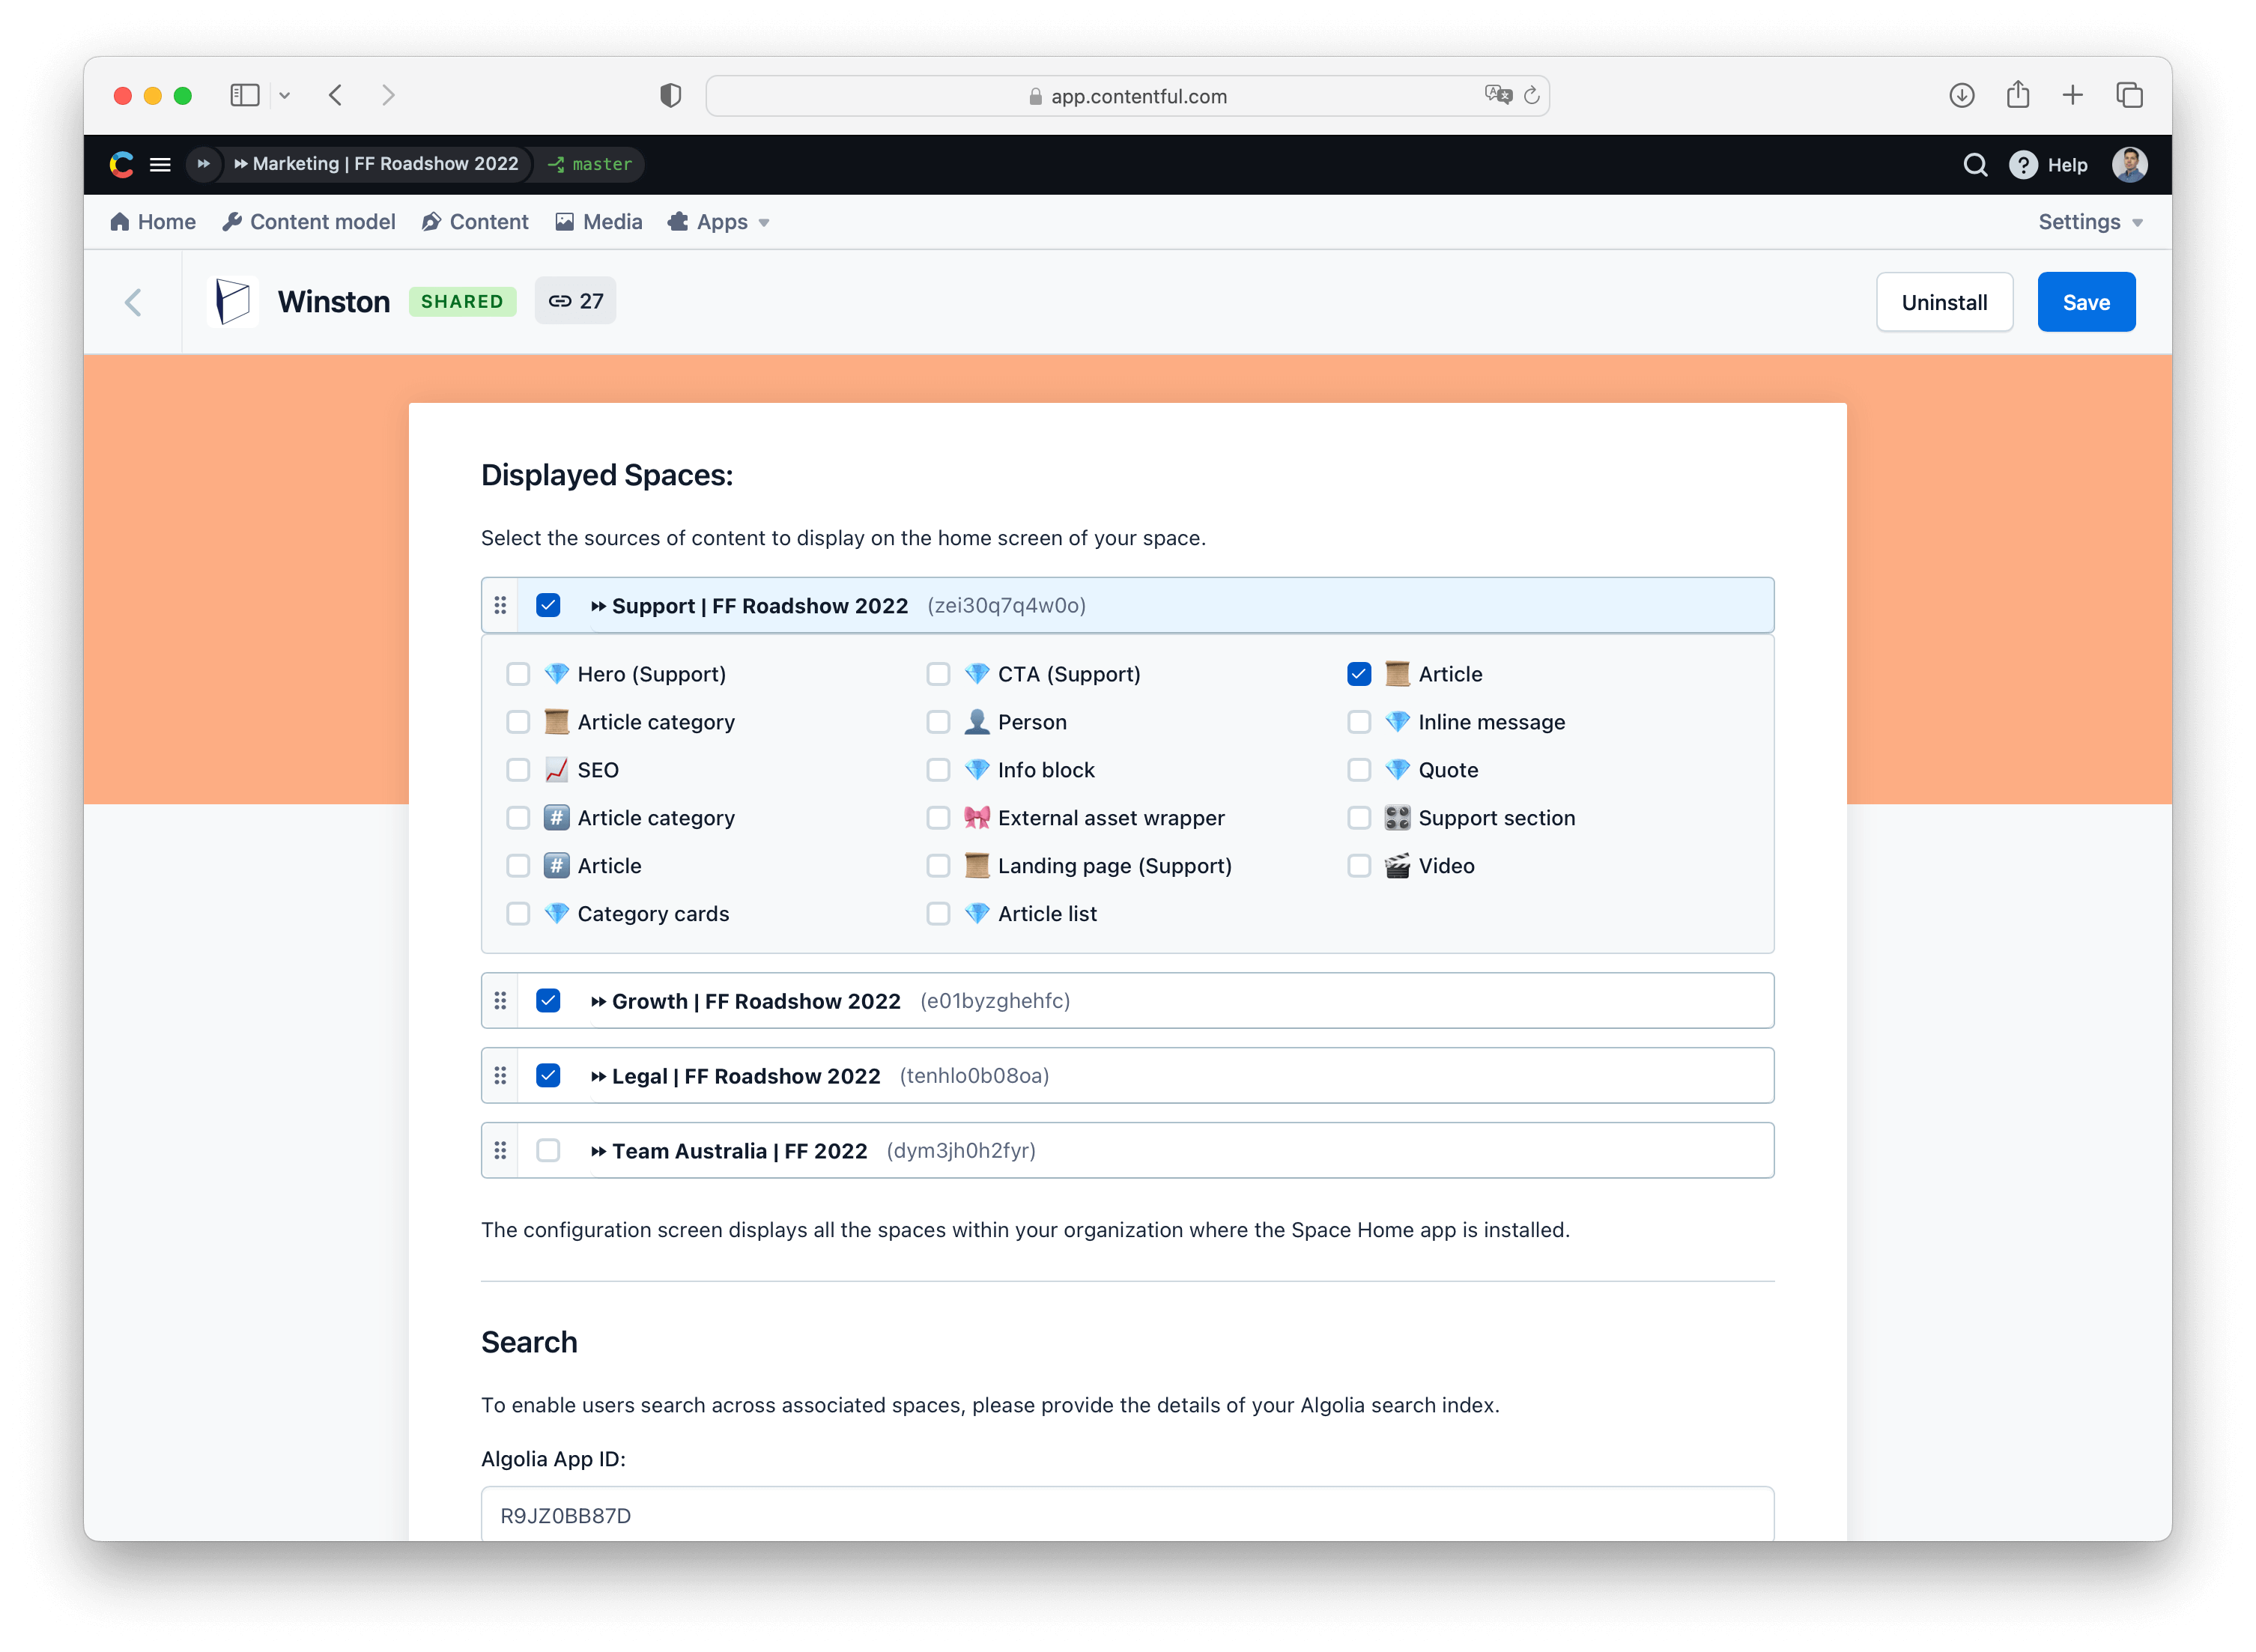 app.contentful.com
Marketing | FF Roadshow 2022
master
Help
Home
Content model
Content
Media
Apps
Settings
Winston
SHARED
27
Uninstall
Save
Displayed Spaces:
Select the sources of content to display on the home screen of your space.
Support | FF Roadshow 2022 (zei30q7q4w0o)
Hero (Support)
CTA (Support)
Article
Article category
Person
Inline message
SEO
Info block
Quote
# Article category
External asset wrapper
Support section
# Article
Landing page (Support)
Video
Category cards
Article list
Growth | FF Roadshow 2022 (e01byzghehfc)
Legal | FF Roadshow 2022 (tenhlo0b08oa)
Team Australia | FF 2022 (dym3jh0h2fyr)
The configuration screen displays all the spaces within your organization where the Space Home app is installed.
Search
To enable users search across associated spaces, please provide the details of your Algolia search index.
Algolia App ID:
R9JZ0BB87D